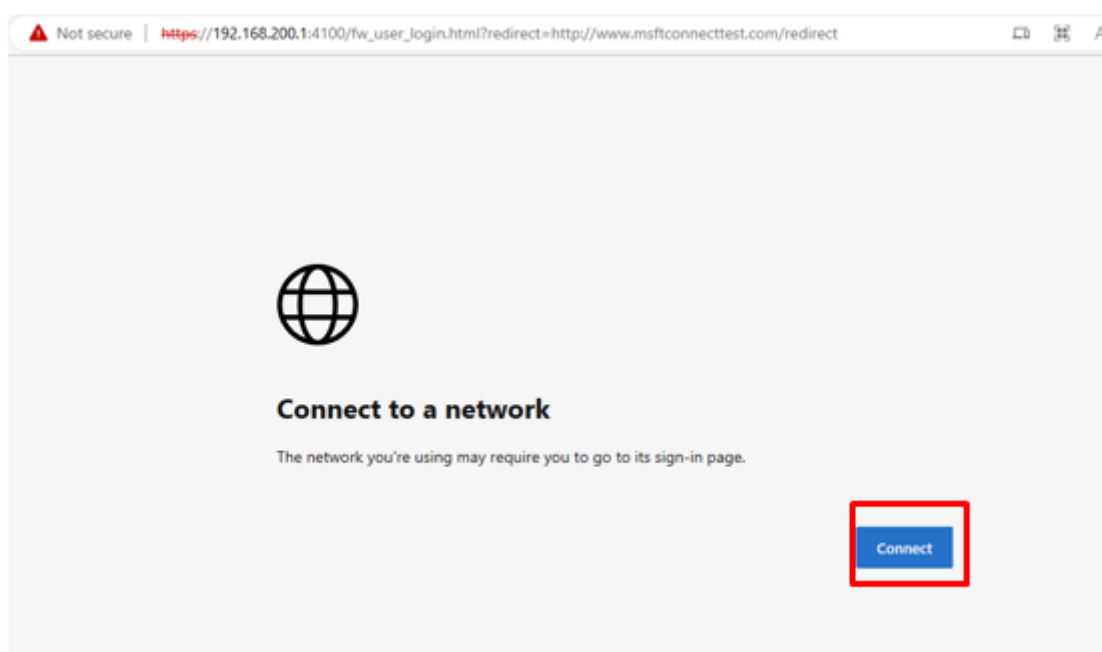 Not secure | https://192.168.200.1:4100/fw_user_login.html?redirect=http://www.msftconnecttest.com/redirect
Connect to a network
The network you're using may require you to go to its sign-in page.
Connect